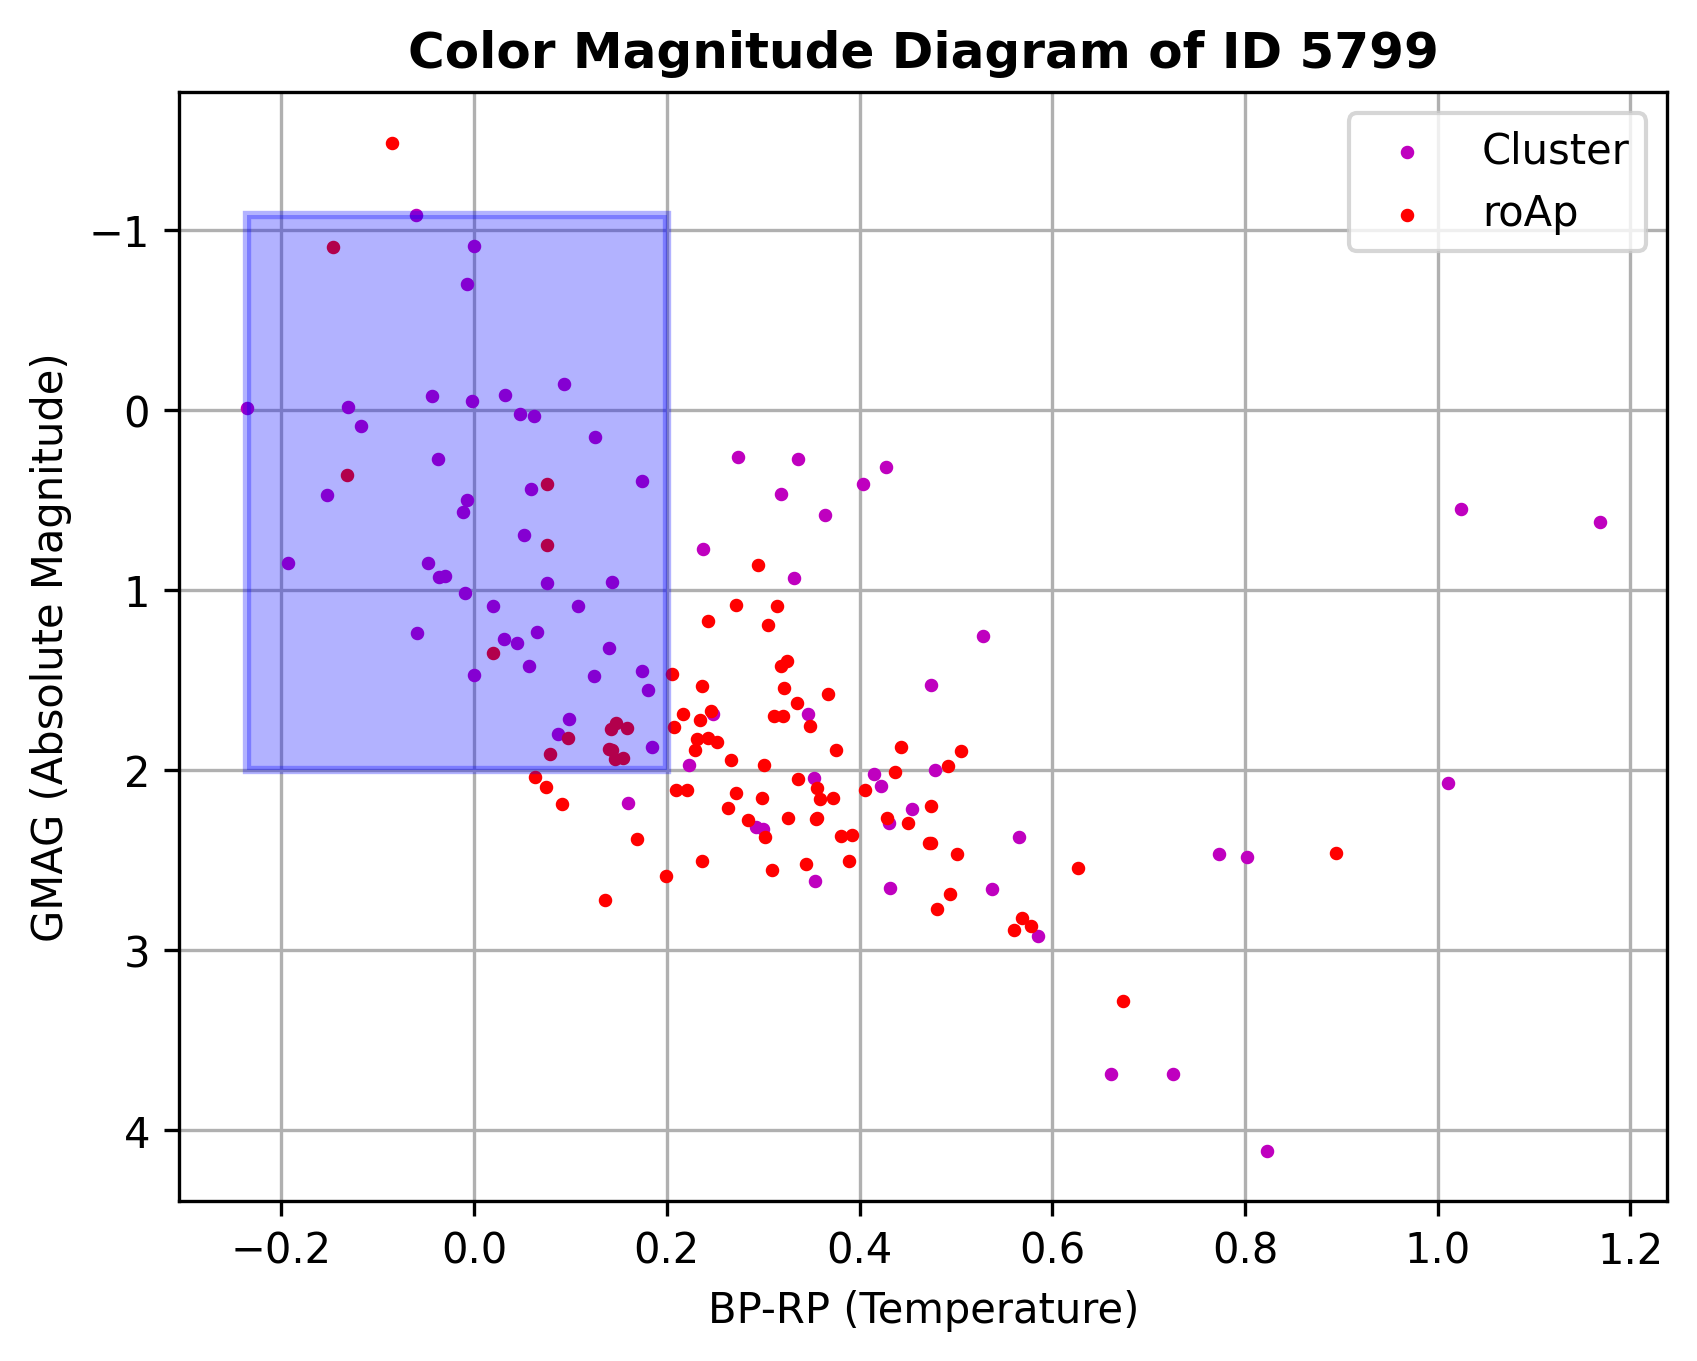 Color Magnitude Diagram of ID 5799
Cluster
roAp
GMAG (Absolute Magnitude)
−1
0
1
2
3
4
−0.2 0.0 0.2 0.4 0.6 0.8 1.0 1.2
BP-RP (Temperature)